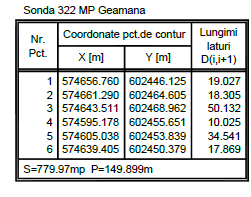 Sonda 322 MP Geamana
Nr. Pct. Coordonate pct.de contur Lungimi laturi D(i,i+1)
X [m] Y [m]
1 574656.760 602446.125 19.027
2 574661.290 602464.605 18.305
3 574643.511 602468.962 50.132
4 574595.178 602455.651 10.025
5 574605.038 602453.839 34.541
6 574639.405 602450.379 17.869
S=779.97mp P=149.899m